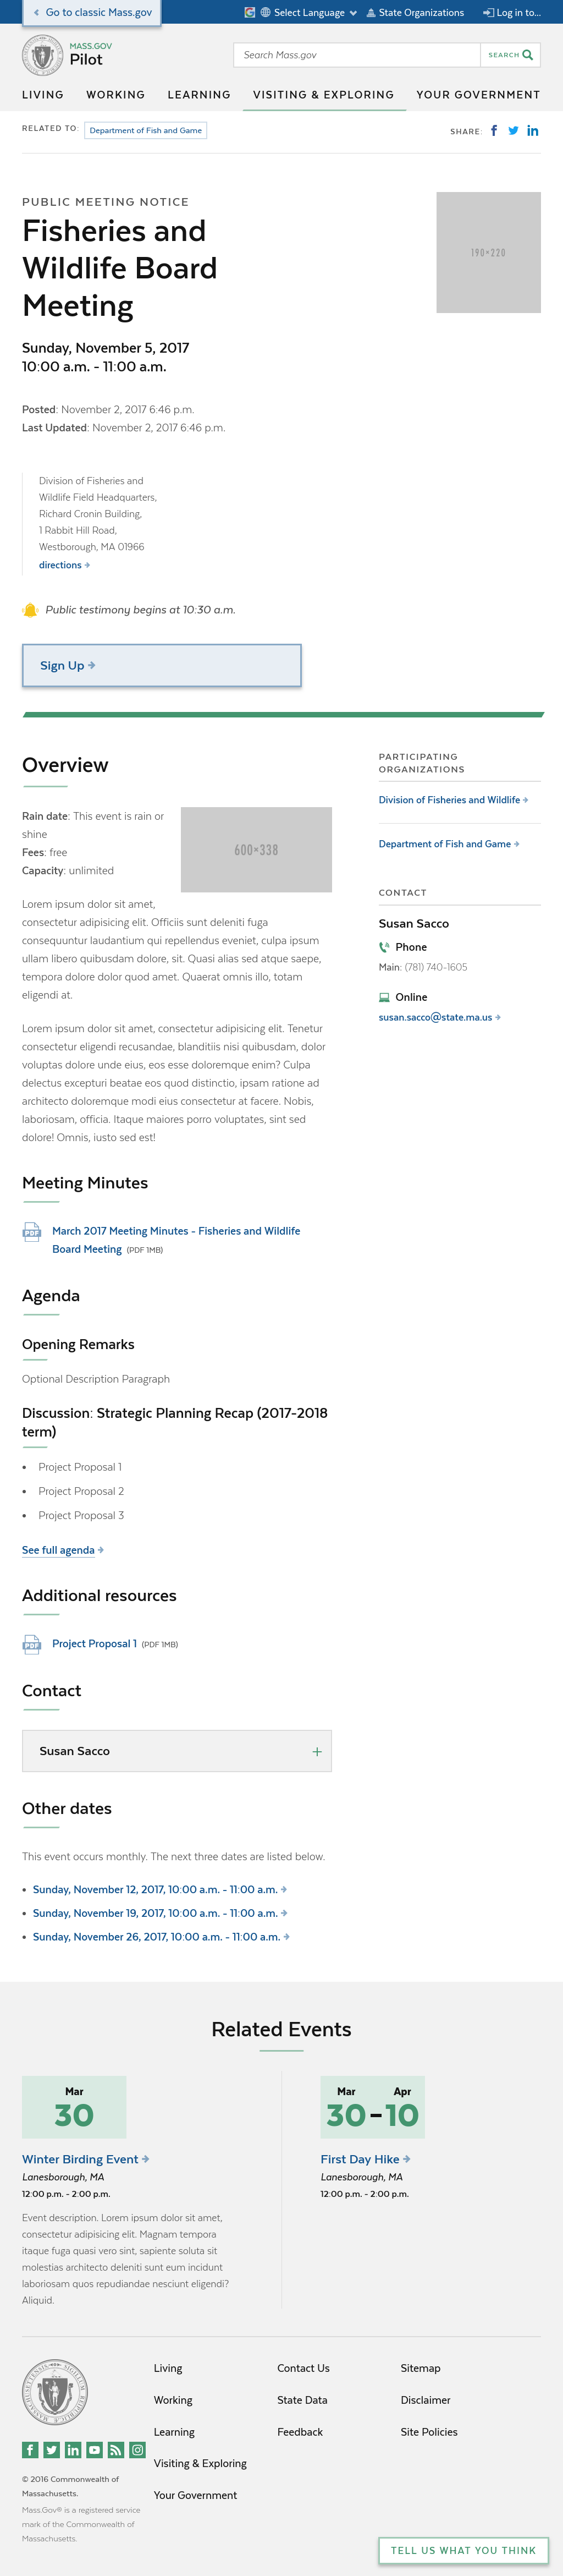 Go to classic Mass.gov
Select Language
State Organizations
Log in to...
MASS.GOV
Pilot
Search Mass.gov
SEARCH
LIVING
WORKING
LEARNING
VISITING & EXPLORING
YOUR GOVERNMENT
RELATED TO:
Department of Fish and Game
SHARE:
PUBLIC MEETING NOTICE
Fisheries and
Wildlife Board
Meeting
190×220
Sunday, November 5, 2017
10:00 a.m. - 11:00 a.m.
Posted: November 2, 2017 6:46 p.m.
Last Updated: November 2, 2017 6:46 p.m.
Division of Fisheries and
Wildlife Field Headquarters,
Richard Cronin Building,
1 Rabbit Hill Road,
Westborough, MA 01966
directions
Public testimony begins at 10:30 a.m.
Sign Up
Overview
Rain date: This event is rain or
shine
Fees: free
Capacity: unlimited
600×338
Lorem ipsum dolor sit amet,
consectetur adipisicing elit. Officiis sunt deleniti fuga
consequuntur laudantium qui repellendus eveniet, culpa ipsum
ullam libero quibusdam dolore, sit. Quasi alias sed atque saepe,
tempora dolore dolor quod amet. Quaerat omnis illo, totam
eligendi at.
Lorem ipsum dolor sit amet, consectetur adipisicing elit. Tenetur
consectetur eligendi recusandae, blanditiis nisi quibusdam, dolor
voluptas dolore unde eius, eos esse doloremque enim? Culpa
delectus excepturi beatae eos quod distinctio, ipsam ratione ad
architecto doloremque modi eius consectetur at facere. Nobis,
laboriosam, officia. Itaque maiores porro voluptates, sint sed
dolore! Omnis, iusto sed est!
PARTICIPATING
ORGANIZATIONS
Division of Fisheries and Wildlife
Department of Fish and Game
CONTACT
Susan Sacco
Phone
Main: (781) 740-1605
Online
susan.sacco@state.ma.us
Meeting Minutes
PDF
March 2017 Meeting Minutes - Fisheries and Wildlife
Board Meeting (PDF 1MB)
Agenda
Opening Remarks
Optional Description Paragraph
Discussion: Strategic Planning Recap (2017-2018
term)
• Project Proposal 1
• Project Proposal 2
• Project Proposal 3
See full agenda
Additional resources
PDF
Project Proposal 1 (PDF 1MB)
Contact
Susan Sacco
+
Other dates
This event occurs monthly. The next three dates are listed below.
• Sunday, November 12, 2017, 10:00 a.m. - 11:00 a.m.
• Sunday, November 19, 2017, 10:00 a.m. - 11:00 a.m.
• Sunday, November 26, 2017, 10:00 a.m. - 11:00 a.m.
Related Events
Mar
30
Winter Birding Event
Lanesborough, MA
12:00 p.m. - 2:00 p.m.
Event description. Lorem ipsum dolor sit amet,
consectetur adipisicing elit. Magnam tempora
itaque fuga quasi vero sint, sapiente soluta sit
molestias architecto deleniti sunt eum incidunt
laboriosam quos repudiandae nesciunt eligendi?
Aliquid.
Mar Apr
30 - 10
First Day Hike
Lanesborough, MA
12:00 p.m. - 2:00 p.m.
Living
Working
Learning
Visiting & Exploring
Your Government
Contact Us
State Data
Feedback
Sitemap
Disclaimer
Site Policies
© 2016 Commonwealth of
Massachusetts.
Mass.Gov® is a registered service
mark of the Commonwealth of
Massachusetts.
TELL US WHAT YOU THINK